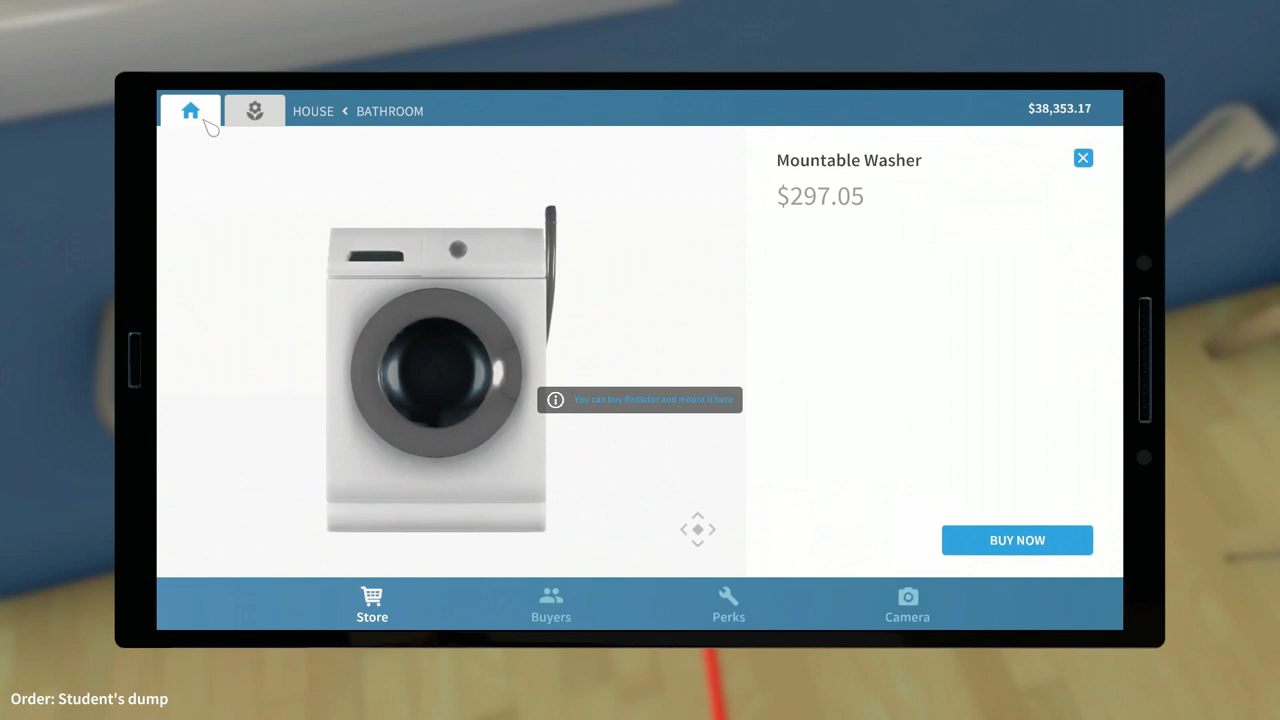 HOUSE < BATHROOM
$38,353.17
Mountable Washer
$297.05
You can buy Radiator and mount it here
BUY NOW
Store
Buyers
Perks
Camera
Order: Student's dump